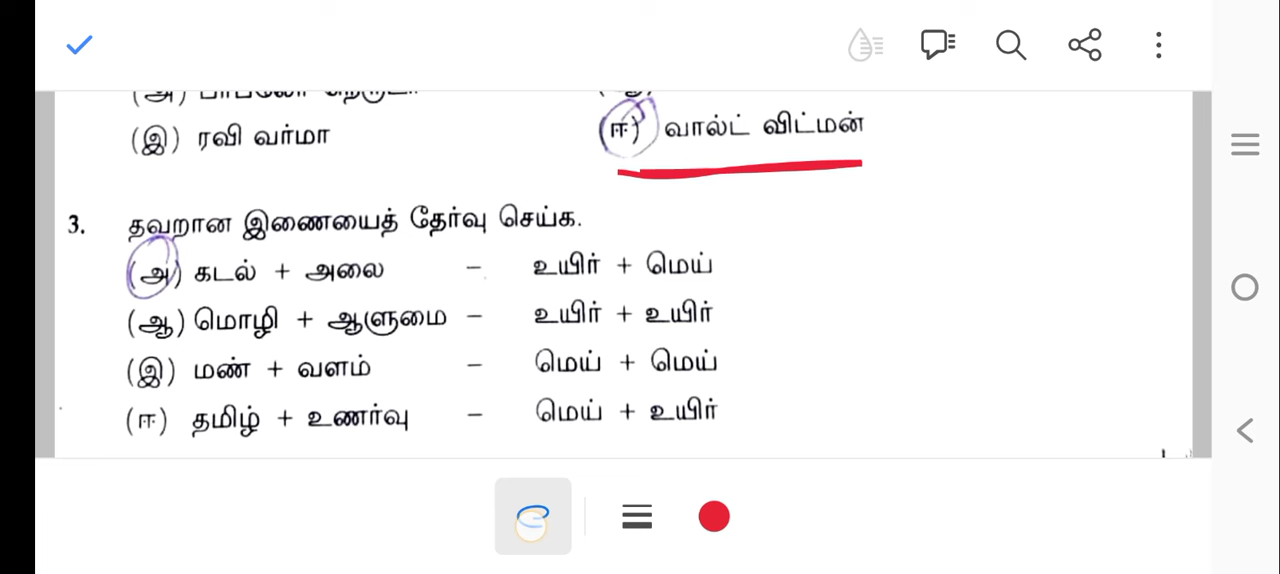 (இ) ரவி வர்மா (ஈ) வால்ட் விட்மன்
3. தவறான இணையைத் தேர்வு செய்க.
(அ) கடல் + அலை – உயிர் + மெய்
(ஆ) மொழி + ஆளுமை – உயிர் + உயிர்
(இ) மண் + வளம் – மெய் + மெய்
(ஈ) தமிழ் + உணர்வு – மெய் + உயிர்